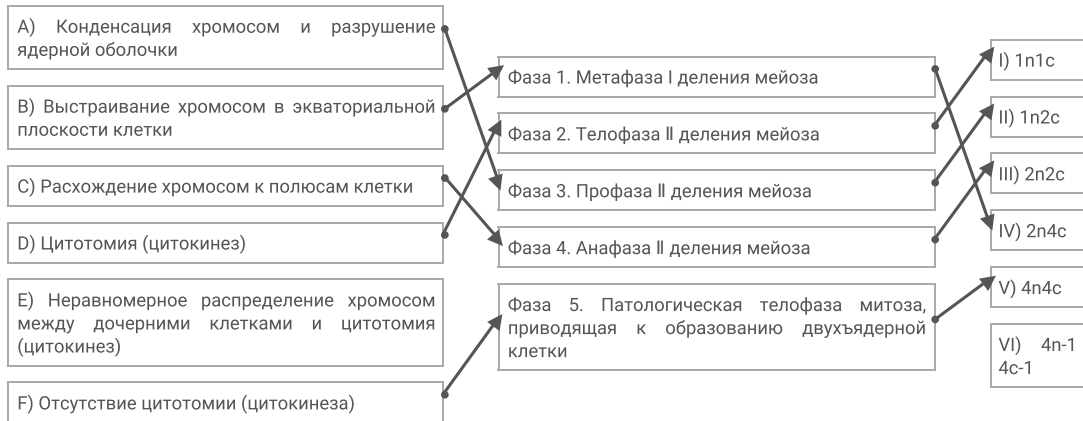 A) Конденсация хромосом и разрушение
ядерной оболочки
B) Выстраивание хромосом в экваториальной
плоскости клетки
C) Расхождение хромосом к полюсам клетки
D) Цитотомия (цитокинез)
E) Неравномерное распределение хромосом
между дочерними клетками и цитотомия
(цитокинез)
F) Отсутствие цитотомии (цитокинеза)
Фаза 1. Метафаза I деления мейоза
Фаза 2. Телофаза II деления мейоза
Фаза 3. Профаза II деления мейоза
Фаза 4. Анафаза II деления мейоза
Фаза 5. Патологическая телофаза митоза,
приводящая к образованию двухъядерной
клетки
I) 1n1c
II) 1n2c
III) 2n2c
IV) 2n4c
V) 4n4c
VI) 4n-1
4c-1